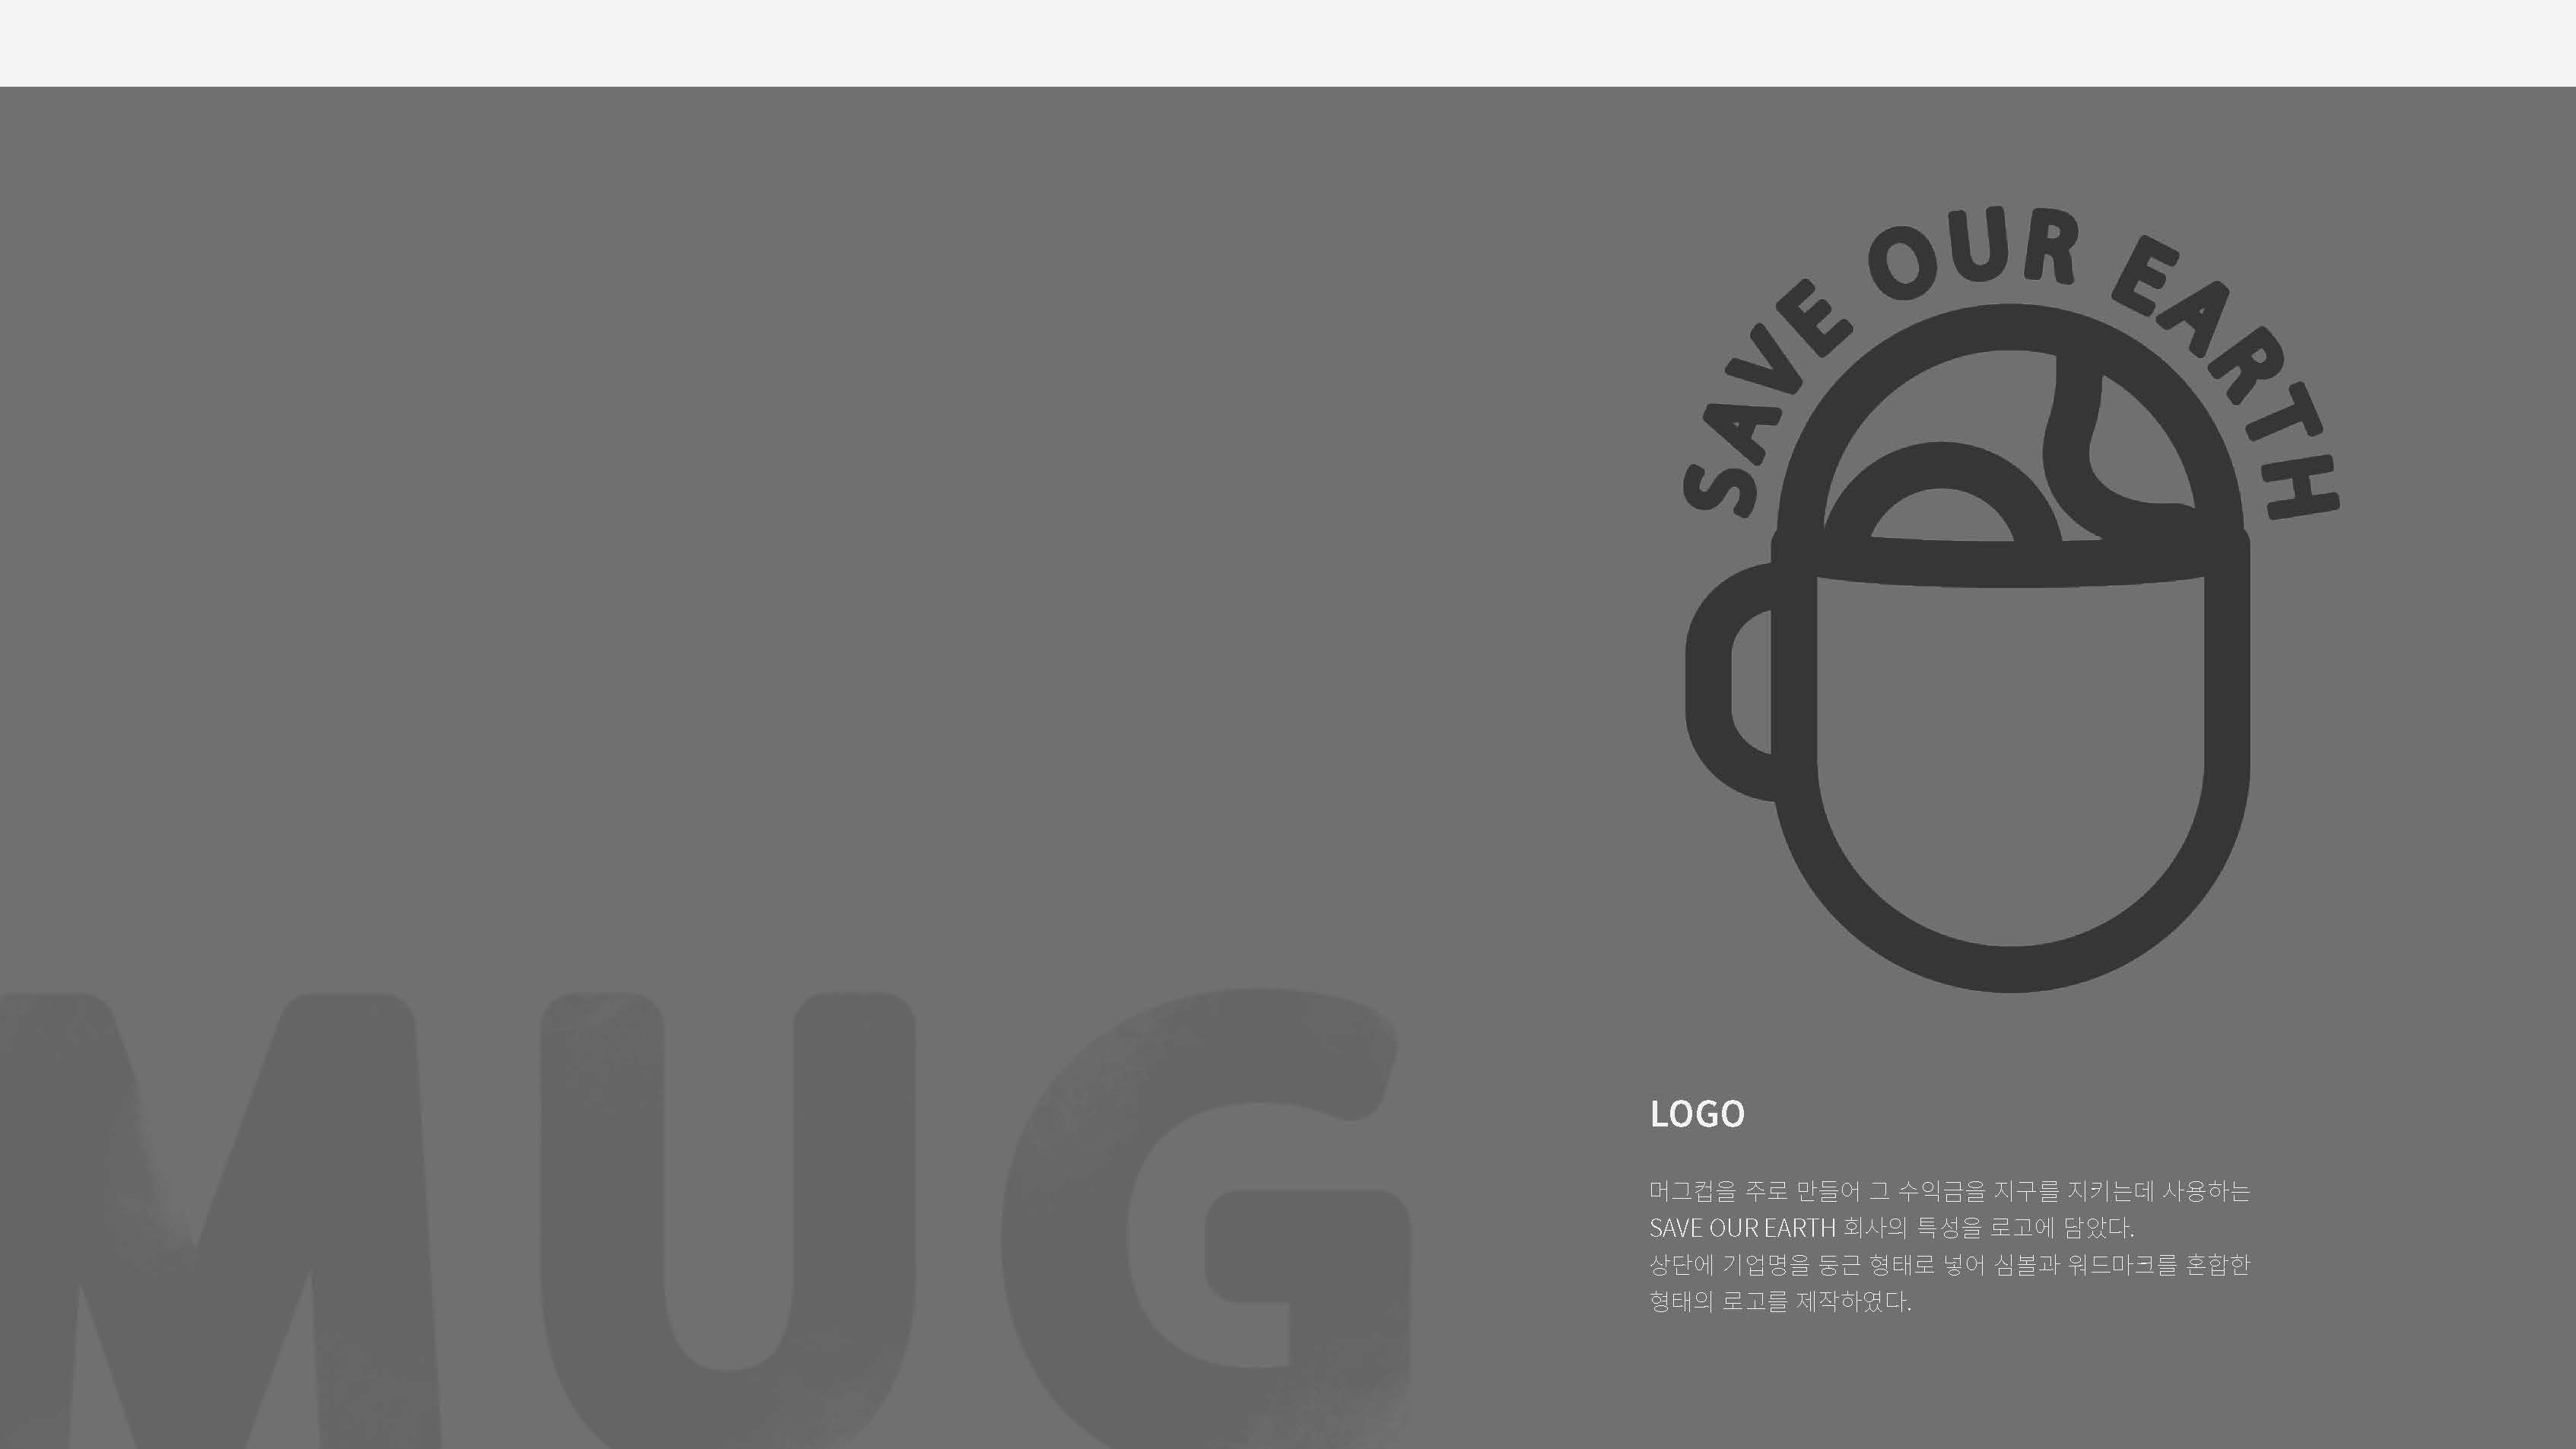 SAVE OUR EARTH
MUG
LOGO
머그컵을 주로 만들어 그 수익금을 지구를 지키는데 사용하는
SAVE OUR EARTH 회사의 특성을 로고에 담았다.
상단에 기업명을 둥근 형태로 넣어 심볼과 워드마크를 혼합한
형태의 로고를 제작하였다.